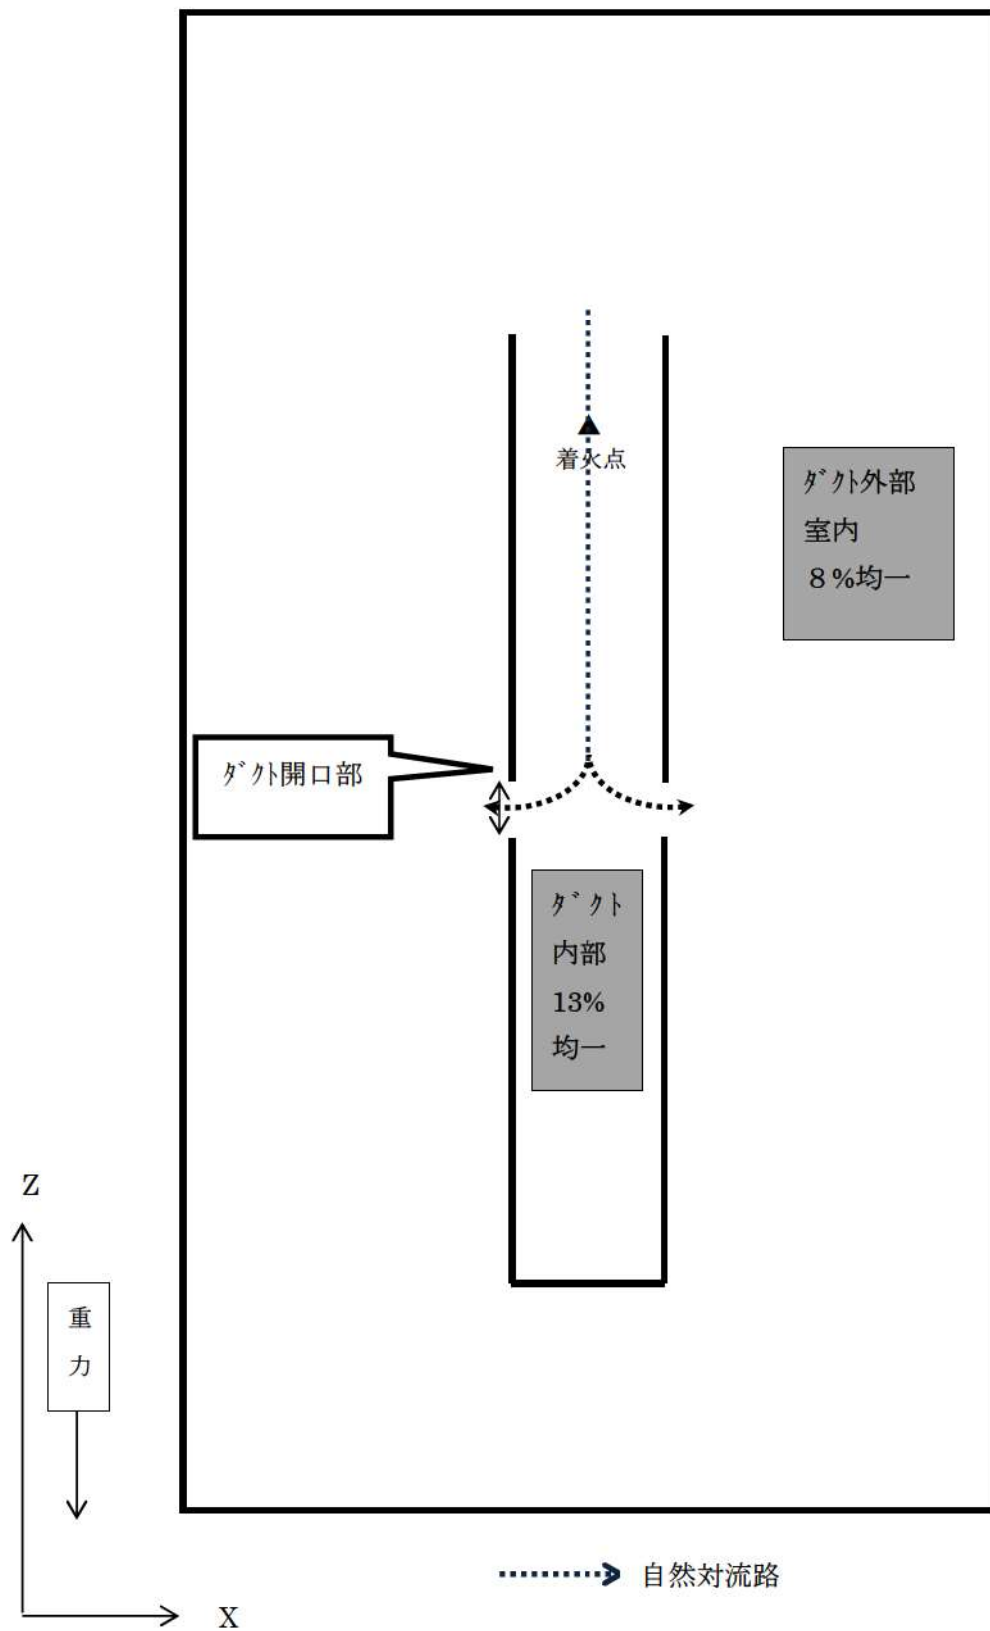 着火点
ﾀﾞｸﾄ外部
室内
８%均一
ﾀﾞｸﾄ開口部
ﾀﾞｸﾄ
内部
13%
均一
Z
重
力
自然対流路
X